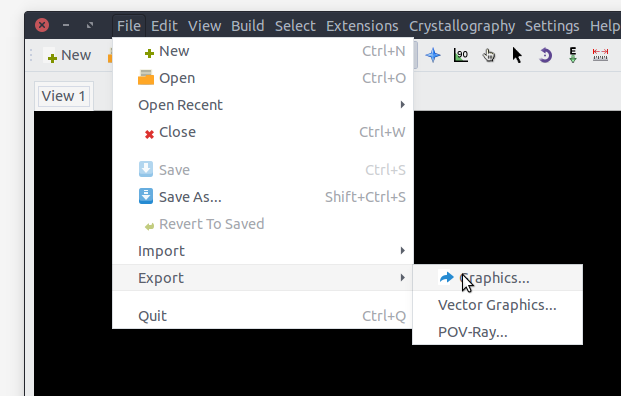 File Edit View Build Select Extensions Crystallography Settings Help
New
View 1
New Ctrl+N
Open Ctrl+O
Open Recent
Close Ctrl+W
Save Ctrl+S
Save As... Shift+Ctrl+S
Revert To Saved
Import
Export
Quit Ctrl+Q
Graphics...
Vector Graphics...
POV-Ray...
90
E